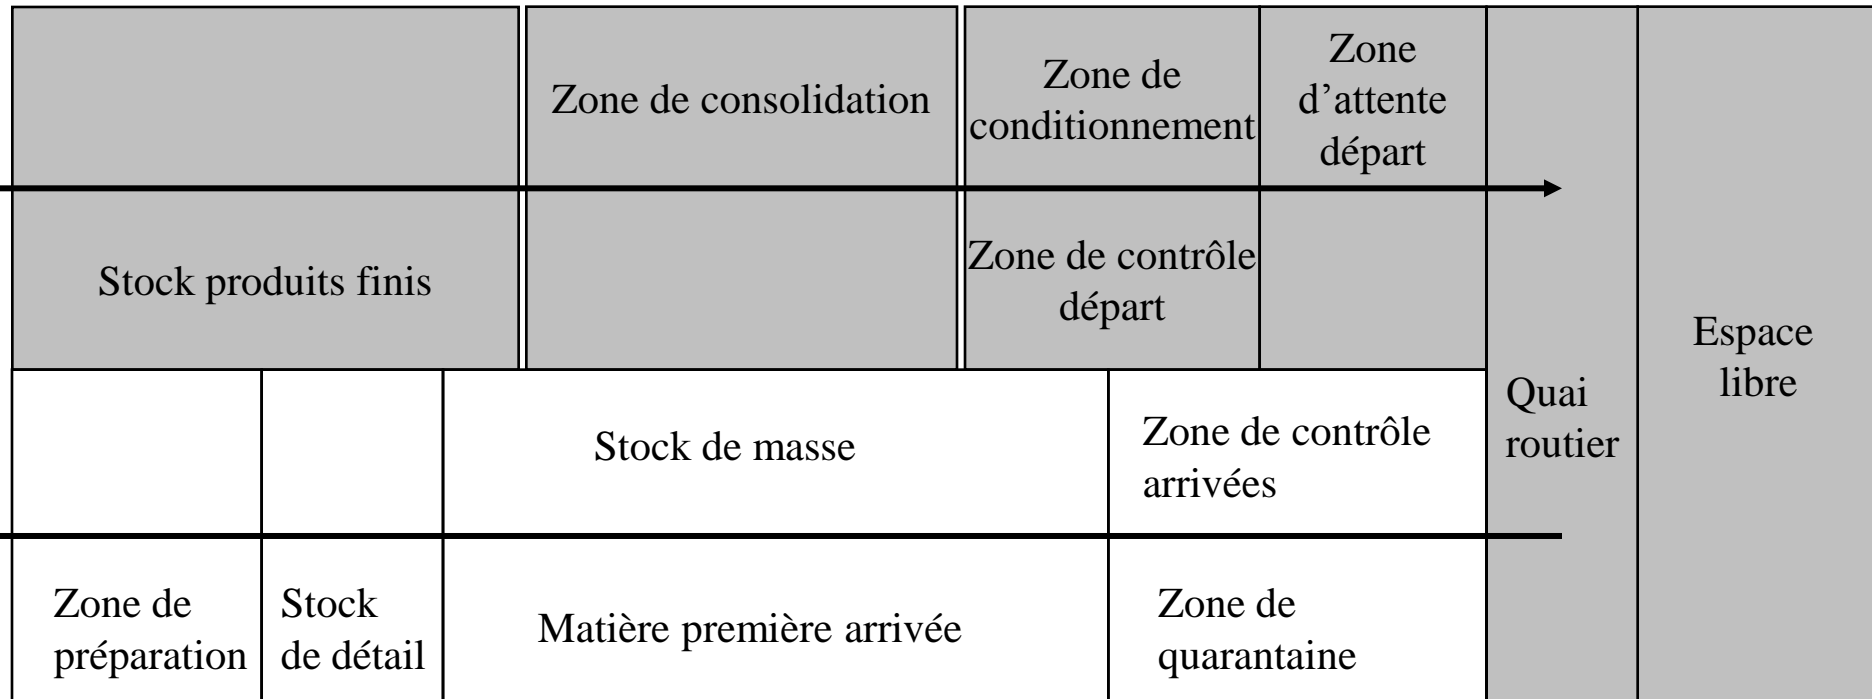 Zone de consolidation
Zone de
conditionnement
Zone
d’attente
départ
Stock produits finis
Zone de contrôle
départ
Espace
libre
Quai
routier
Stock de masse
Zone de contrôle
arrivées
Zone de
préparation
Stock
de détail
Matière première arrivée
Zone de
quarantaine